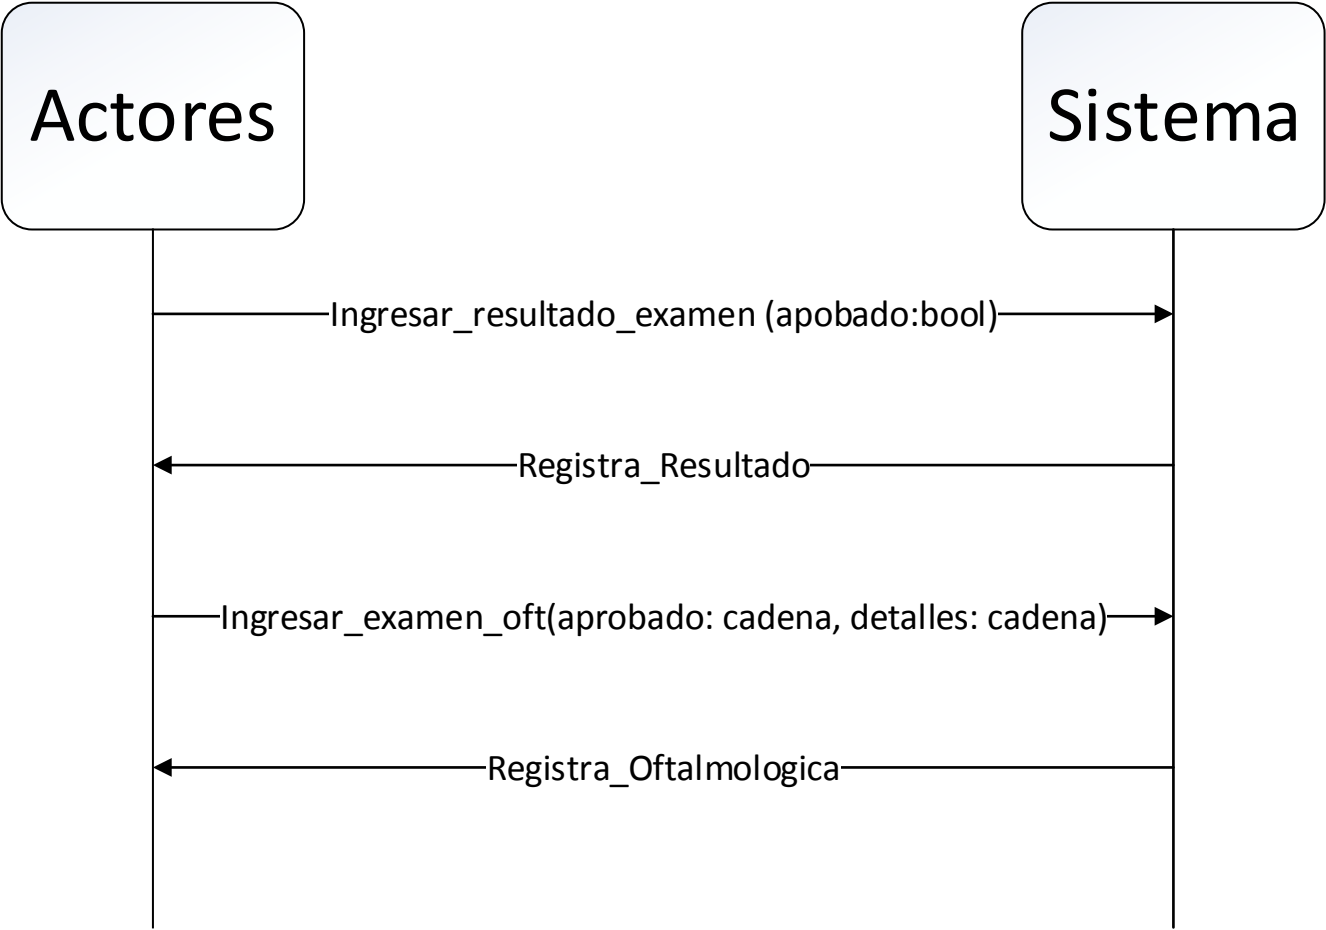 Actores
Sistema
Ingresar_resultado_examen (apobado:bool)
Registra_Resultado
Ingresar_examen_oft(aprobado: cadena, detalles: cadena)
Registra_Oftalmologica